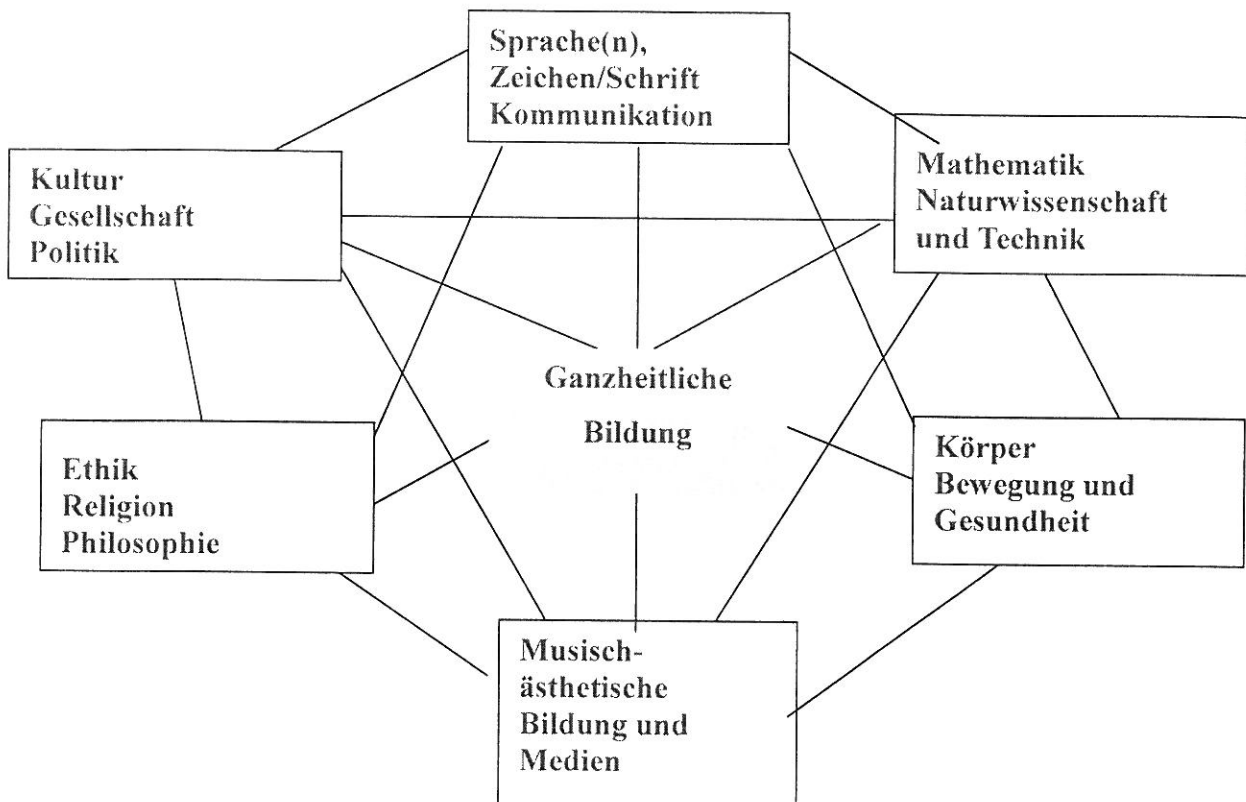 Sprache(n),
Zeichen/Schrift
Kommunikation
Kultur
Gesellschaft
Politik
Mathematik
Naturwissenschaft
und Technik
Ganzheitliche
Bildung
Ethik
Religion
Philosophie
Körper
Bewegung und
Gesundheit
Musisch-
ästhetische
Bildung und
Medien